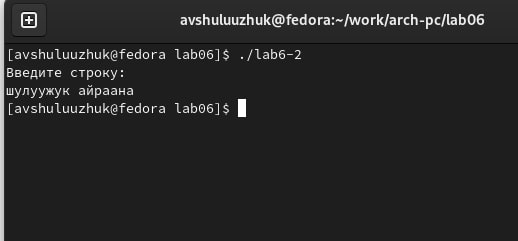 avshuluuzhuk@fedora:~/work/arch-pc/lab06
[avshuluuzhuk@fedora lab06]$ ./lab6-2
Введите строку:
шулуужук айраана
[avshuluuzhuk@fedora lab06]$